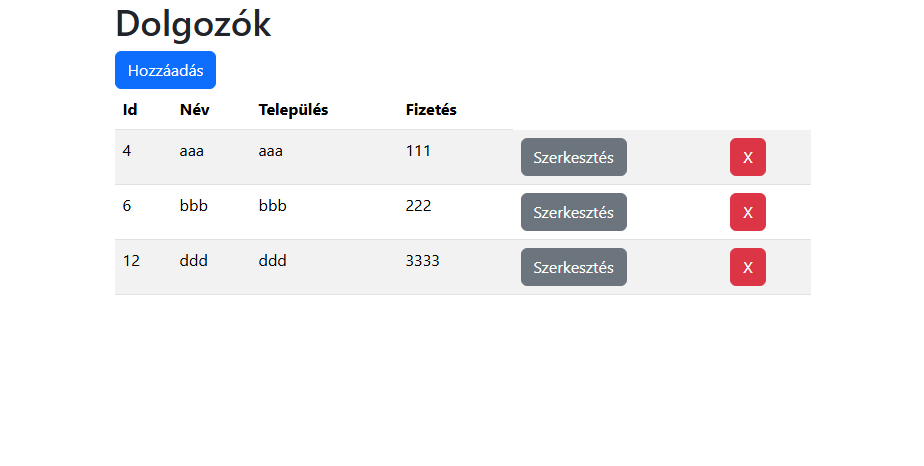 Dolgozók
Hozzáadás
Id Név Település Fizetés
4 aaa aaa 111 Szerkesztés X
6 bbb bbb 222 Szerkesztés X
12 ddd ddd 3333 Szerkesztés X